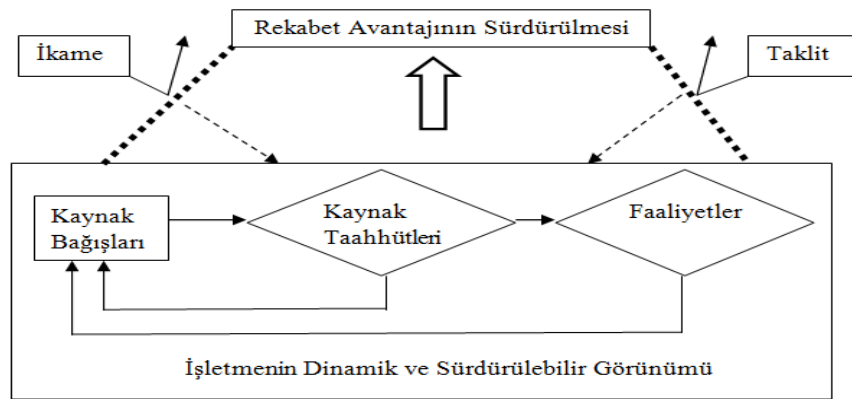 Rekabet Avantajının Sürdürülmesi
İkame
Taklit
Kaynak
Bağışları
Kaynak
Taahhütleri
Faaliyetler
İşletmenin Dinamik ve Sürdürülebilir Görünümü